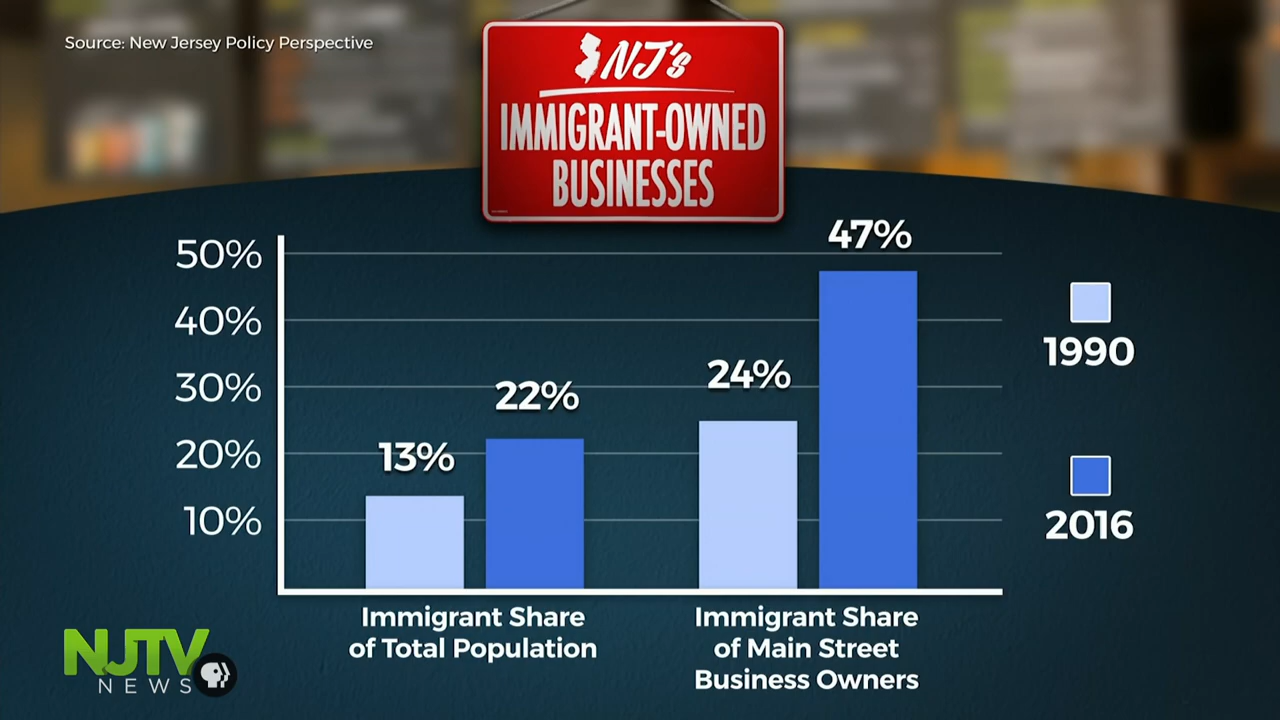 Source: New Jersey Policy Perspective
NJ's
IMMIGRANT-OWNED
BUSINESSES
50%
40%
30%
20%
10%
13%
22%
24%
47%
1990
2016
Immigrant Share
of Total Population
Immigrant Share
of Main Street
Business Owners
NJTV
NEWS